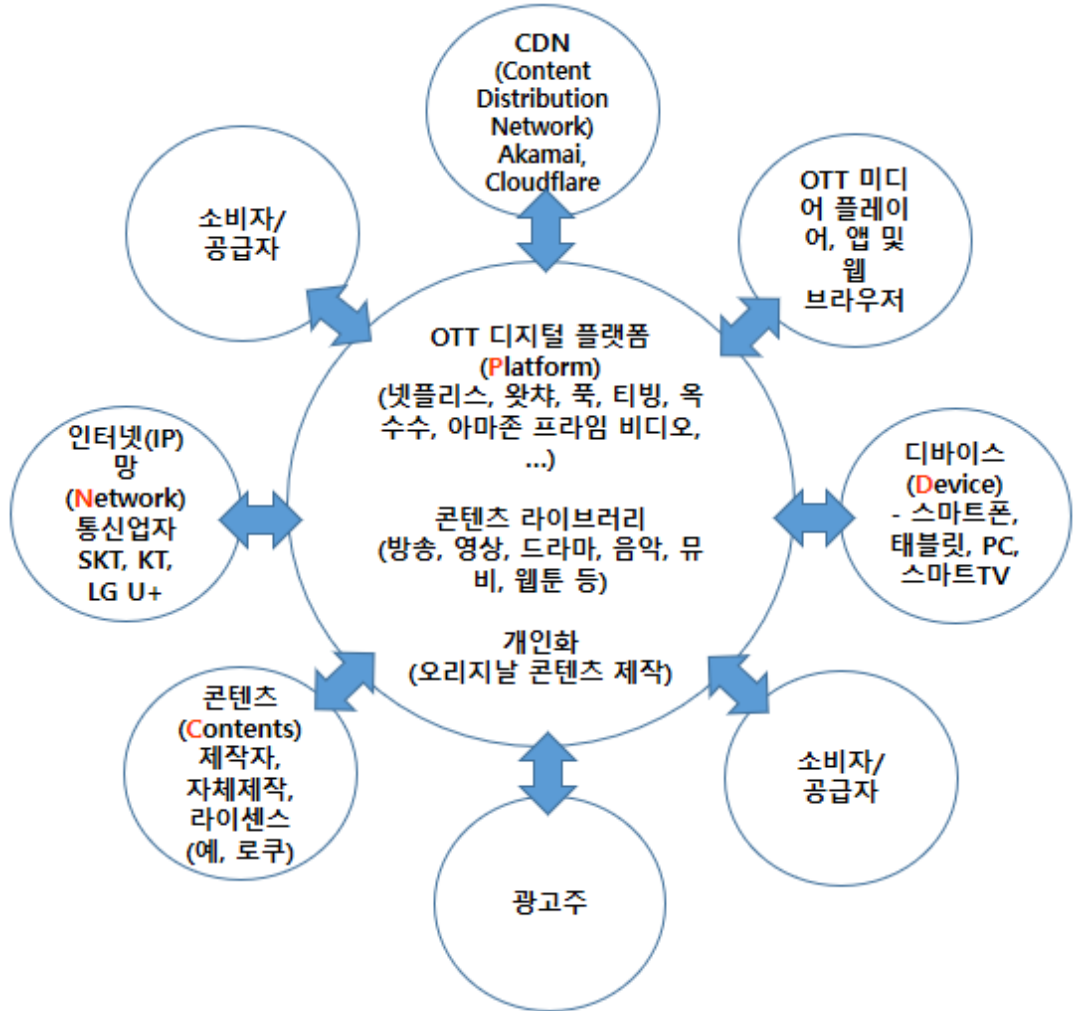 CDN
(Content
Distribution
Network)
Akamai,
Cloudflare
소비자/
공급자
OTT 미디
어 플레이
어, 앱 및
웹
브라우저
OTT 디지털 플랫폼
(Platform)
(넷플리스, 왓챠, 푹, 티빙, 옥
수수, 아마존 프라임 비디오,
...)
콘텐츠 라이브러리
(방송, 영상, 드라마, 음악, 뮤
비, 웹툰 등)
개인화
(오리지날 콘텐츠 제작)
인터넷(IP)
망
(Network)
통신업자
SKT, KT,
LG U+
디바이스
(Device)
- 스마트폰,
태블릿, PC,
스마트TV
콘텐츠
(Contents)
제작자,
자체제작,
라이센스
(예, 로쿠)
소비자/
공급자
광고주